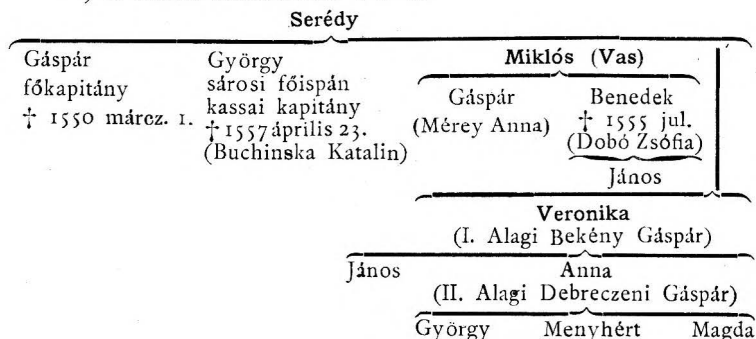 Serédy
Gáspár György Miklós (Vas)
főkapitány sárosi főispán Gáspár Benedek
† 1550 márcz. 1. kassai kapitány (Mérey Anna) † 1555 jul.
† 1557 április 23. (Dobó Zsófia)
(Buchinska Katalin) János
Veronika
(I. Alagi Bekény Gáspár)
János Anna
(II. Alagi Debreczeni Gáspár)
György Menyhért Magda